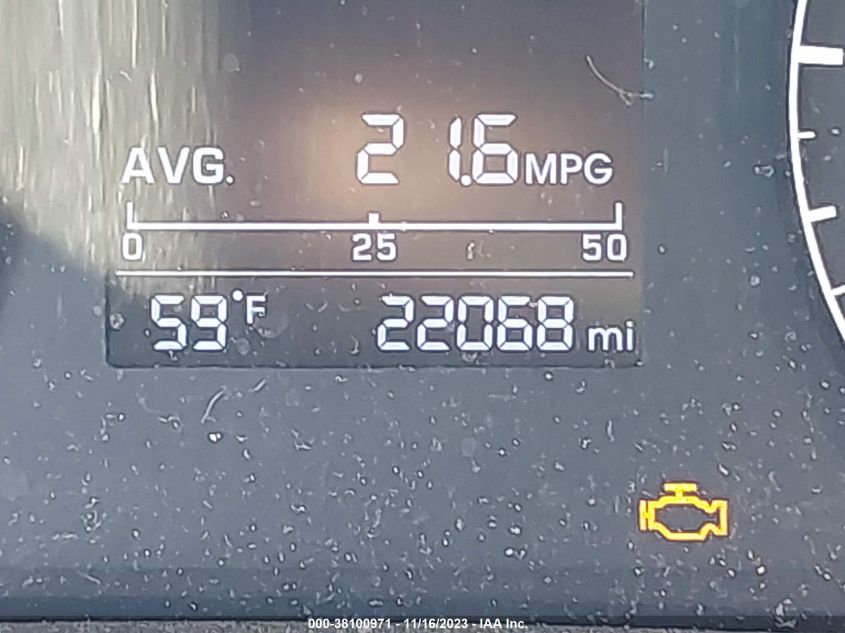 AVG. 21.6 MPG
0 25 50
59°F 22068 mi
000-38100971 - 11/16/2023 - IAA Inc.